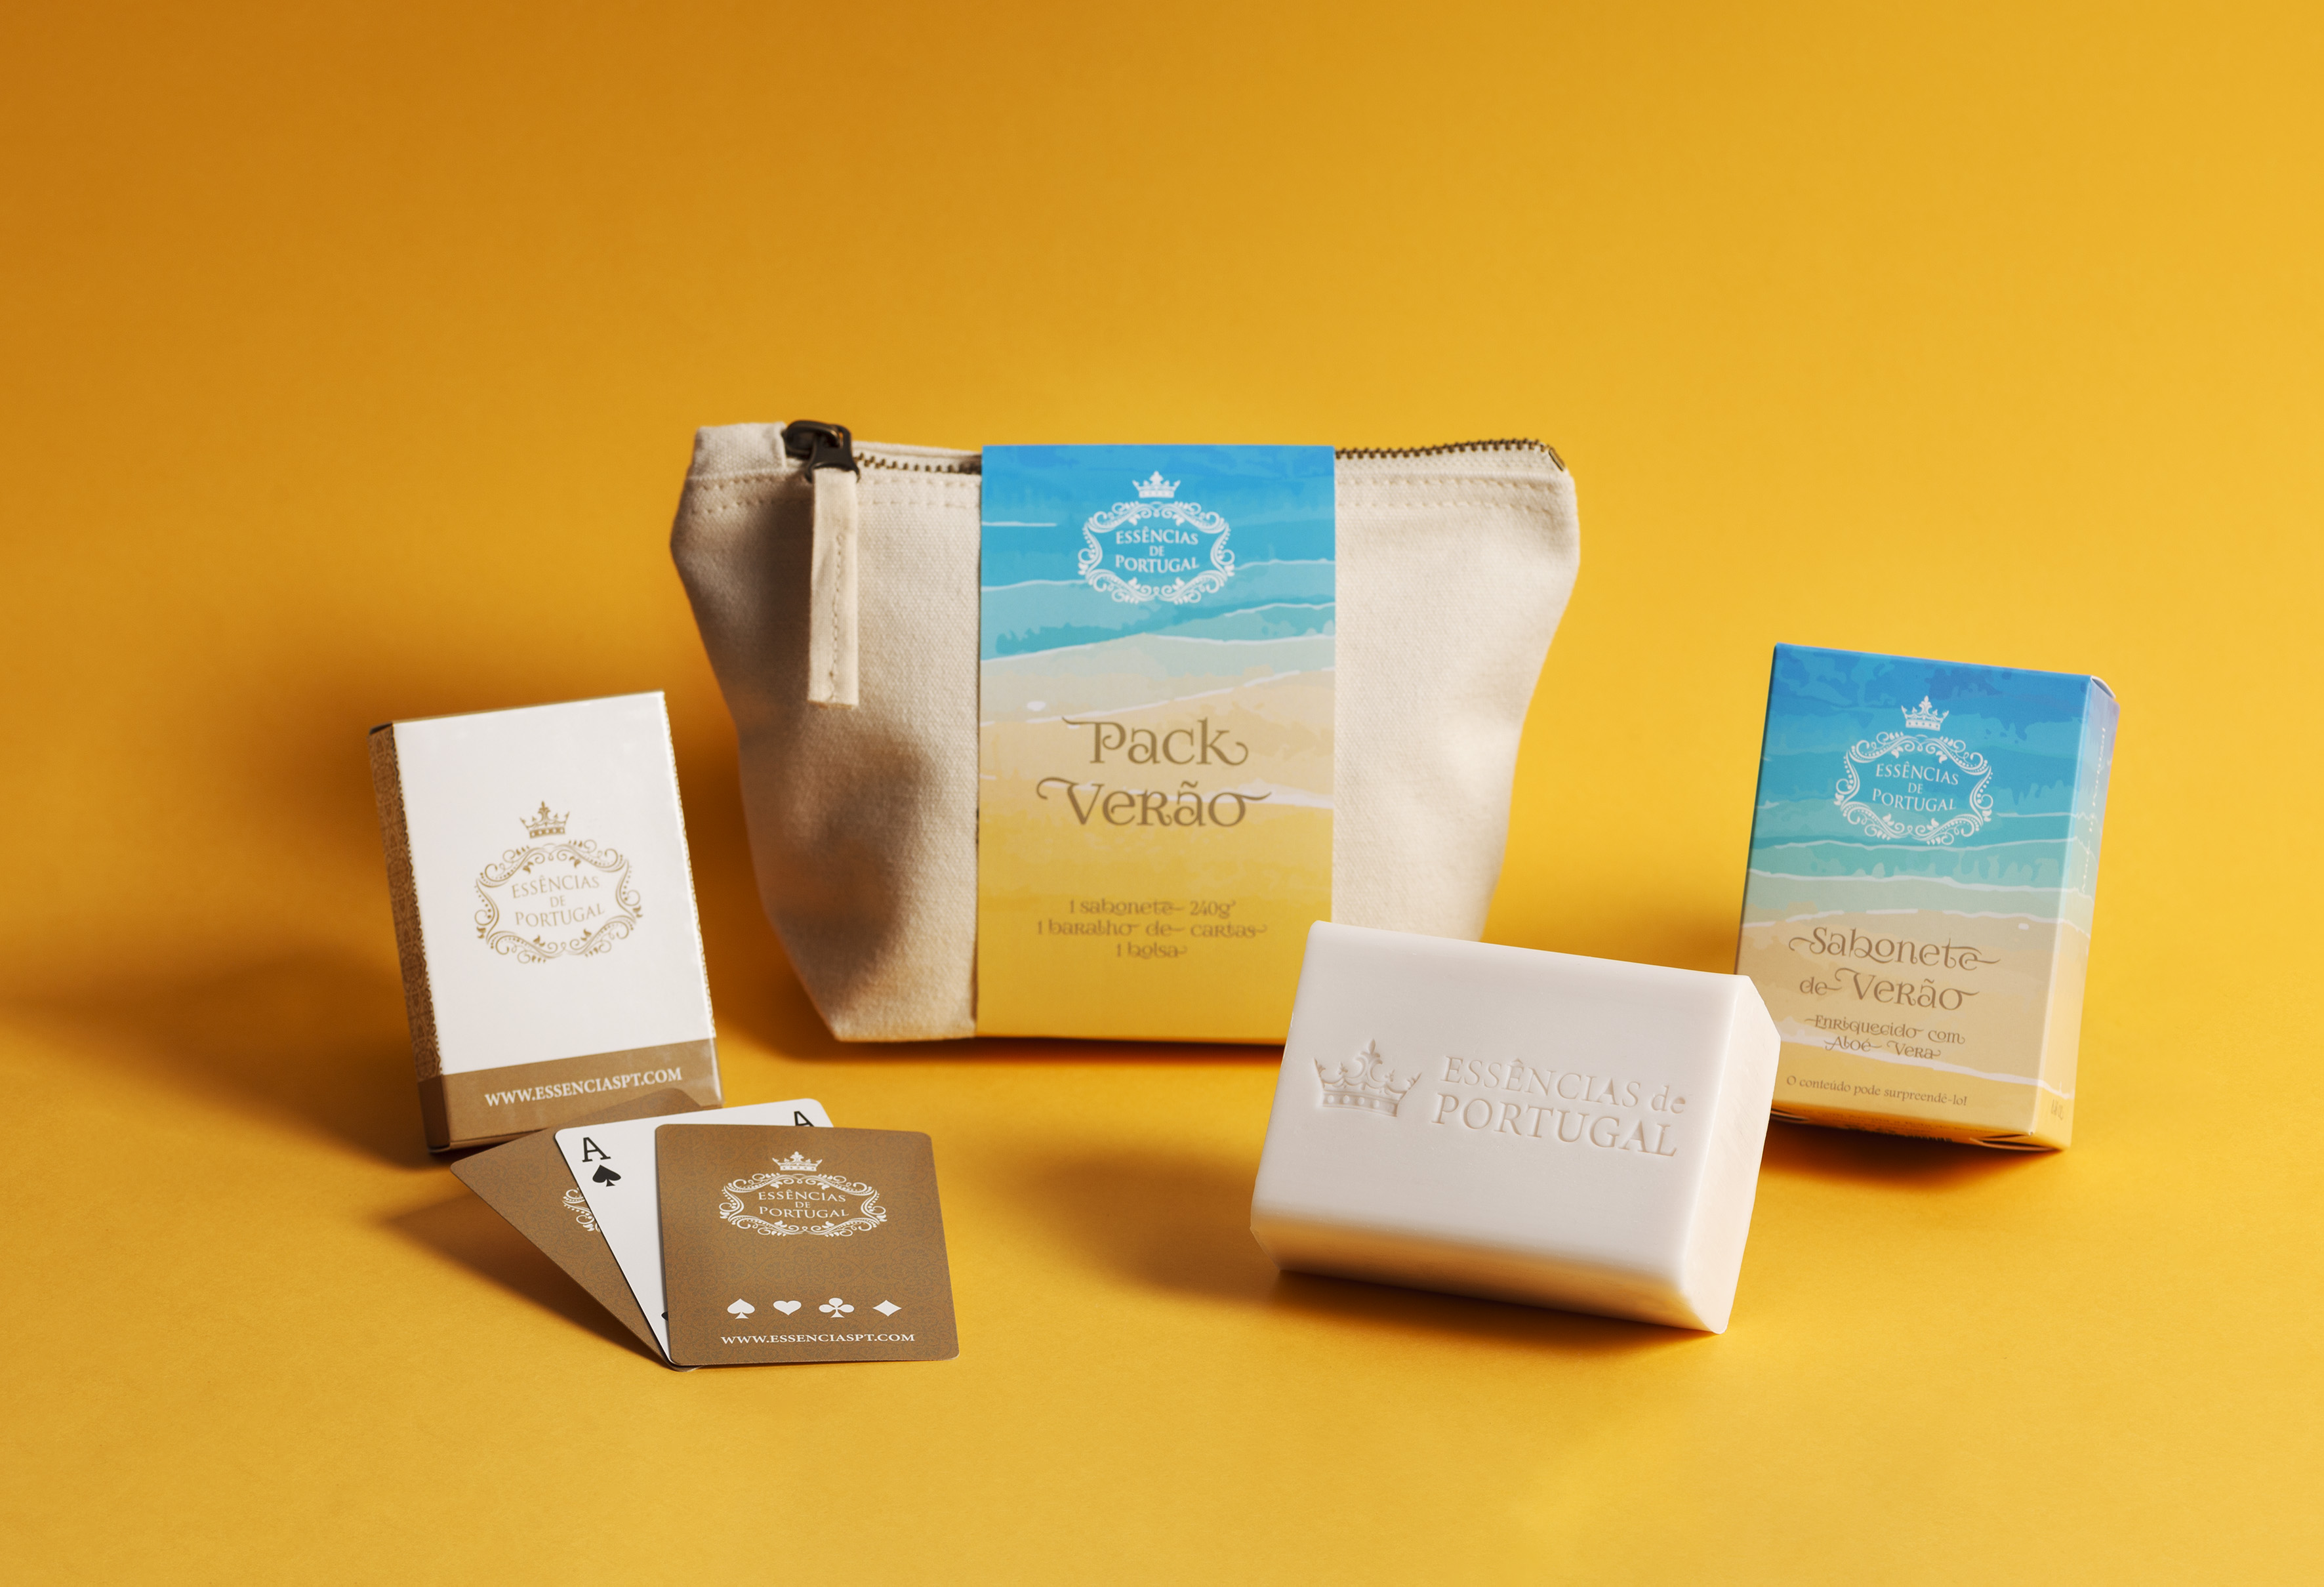 ESSÊNCIAS
DE
PORTUGAL
Pack
Verão
1 sabonete 240g
1 baralho de cartas
1 bolsa
ESSÊNCIAS
DE
PORTUGAL
WWW.ESSENCIASPT.COM
A
A
ESSÊNCIAS
DE
PORTUGAL
WWW.ESSENCIASPT.COM
ESSÊNCIAS de
PORTUGAL
ESSÊNCIAS
DE
PORTUGAL
Sabonete
de Verão
Enriquecido com
Aloé Vera
O conteúdo pode surpreendê-lo!